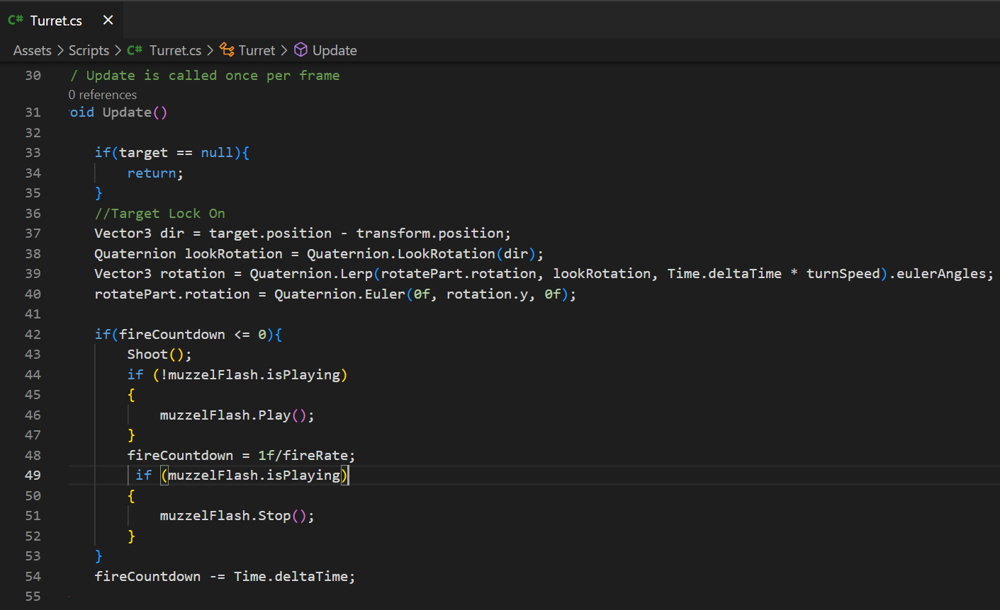 C# Turret.cs ×
Assets > Scripts > C# Turret.cs > Turret > Update
30 / Update is called once per frame
0 references
31 oid Update()
32
33 if(target == null){
34 return;
35 }
36 //Target Lock On
37 Vector3 dir = target.position - transform.position;
38 Quaternion lookRotation = Quaternion.LookRotation(dir);
39 Vector3 rotation = Quaternion.Lerp(rotatePart.rotation, lookRotation, Time.deltaTime * turnSpeed).eulerAngles;
40 rotatePart.rotation = Quaternion.Euler(0f, rotation.y, 0f);
41
42 if(fireCountdown <= 0){
43 Shoot();
44 if (!muzzelFlash.isPlaying)
45 {
46 muzzelFlash.Play();
47 }
48 fireCountdown = 1f/fireRate;
49 if (muzzelFlash.isPlaying)
50 {
51 muzzelFlash.Stop();
52 }
53 }
54 fireCountdown -= Time.deltaTime;
55